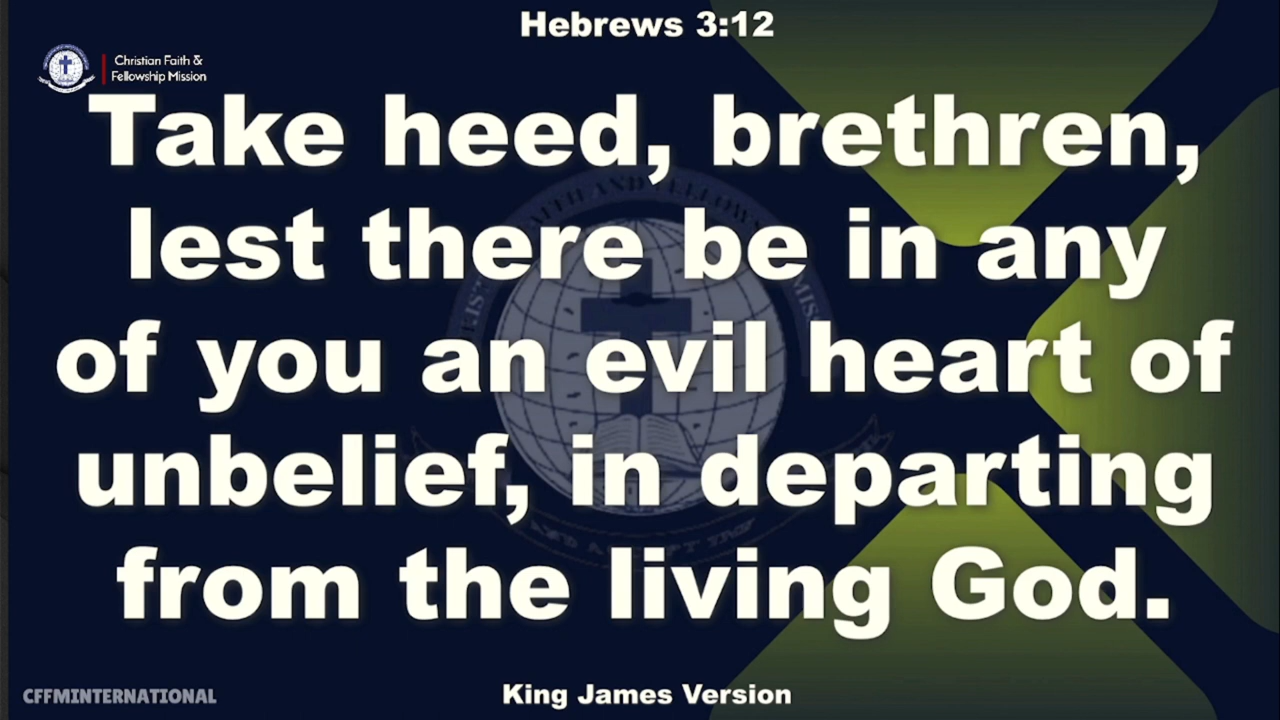 Hebrews 3:12
Christian Faith &
Fellowship Mission
Take heed, brethren,
lest there be in any
of you an evil heart of
unbelief, in departing
from the living God.
CFFMINTERNATIONAL
King James Version